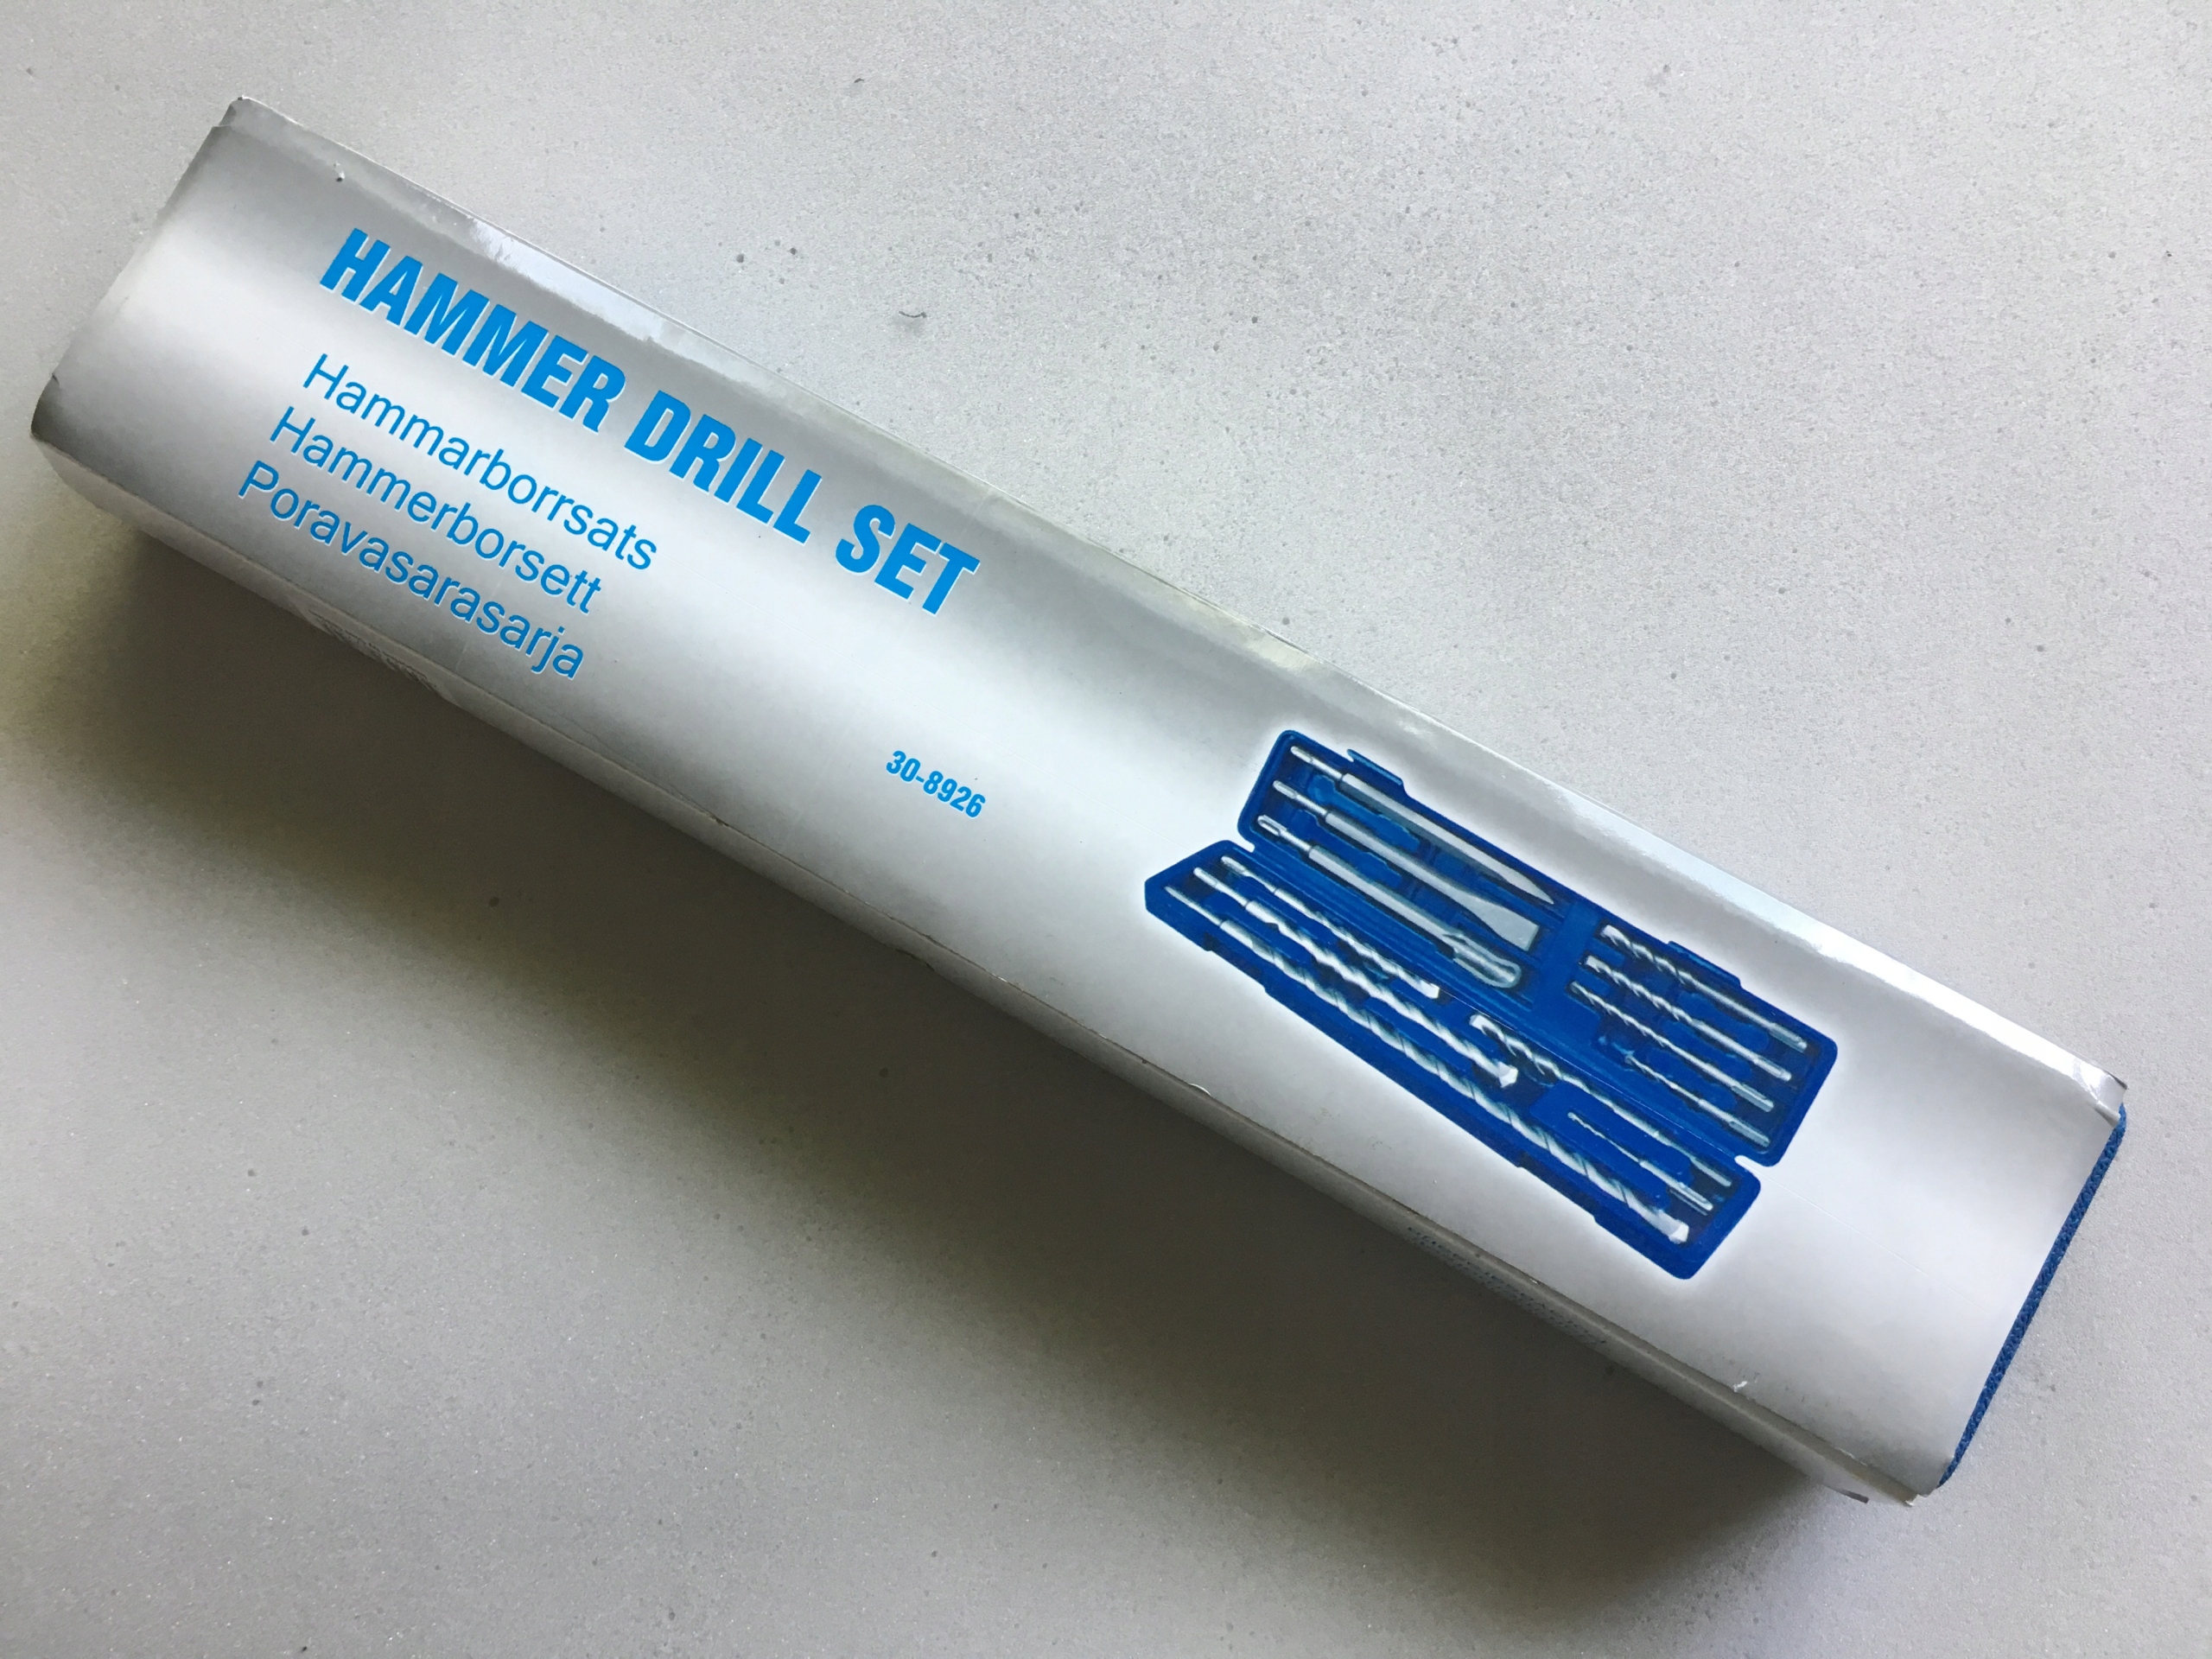 HAMMER DRILL SET
Hammarborrsats
Hammerborsett
Poravasarasarja
30-8926